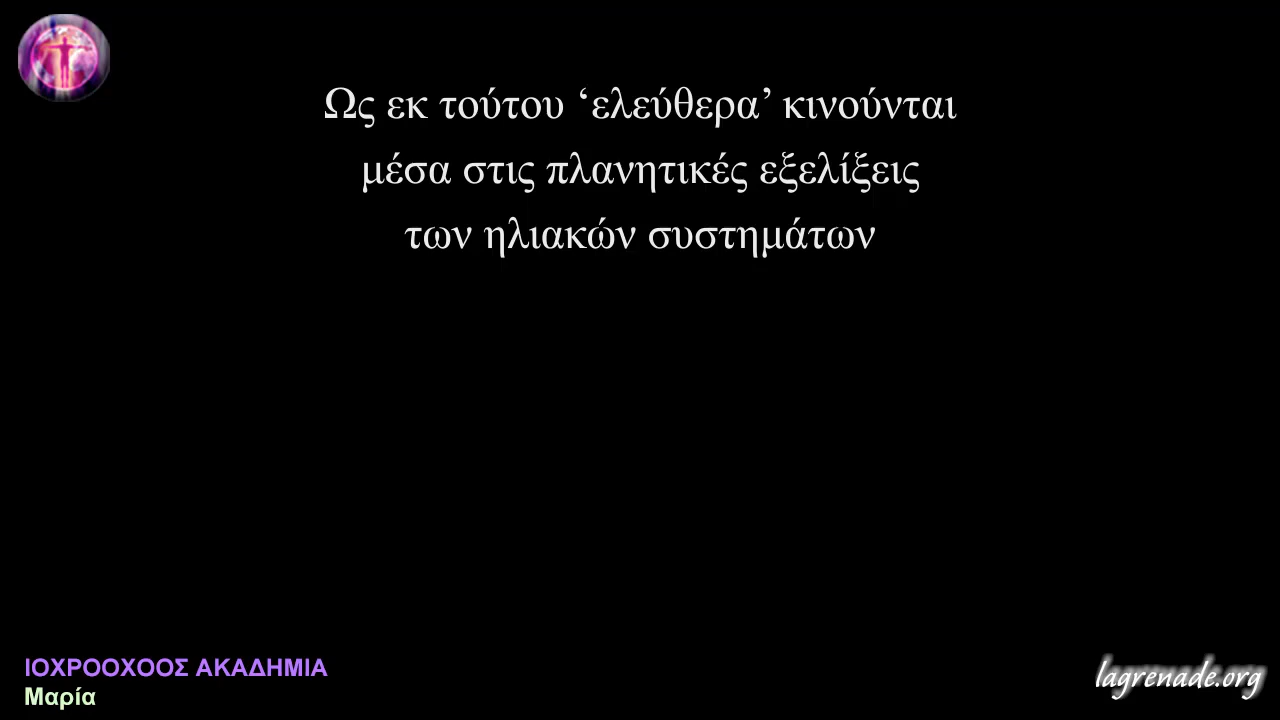 Ως εκ τούτου ‘ελεύθερα’ κινούνται
μέσα στις πλανητικές εξελίξεις
των ηλιακών συστημάτων
ΙΟΧΡΟΟΧΟΟΣ ΑΚΑΔΗΜΙΑ
Μαρία
lagrenade.org